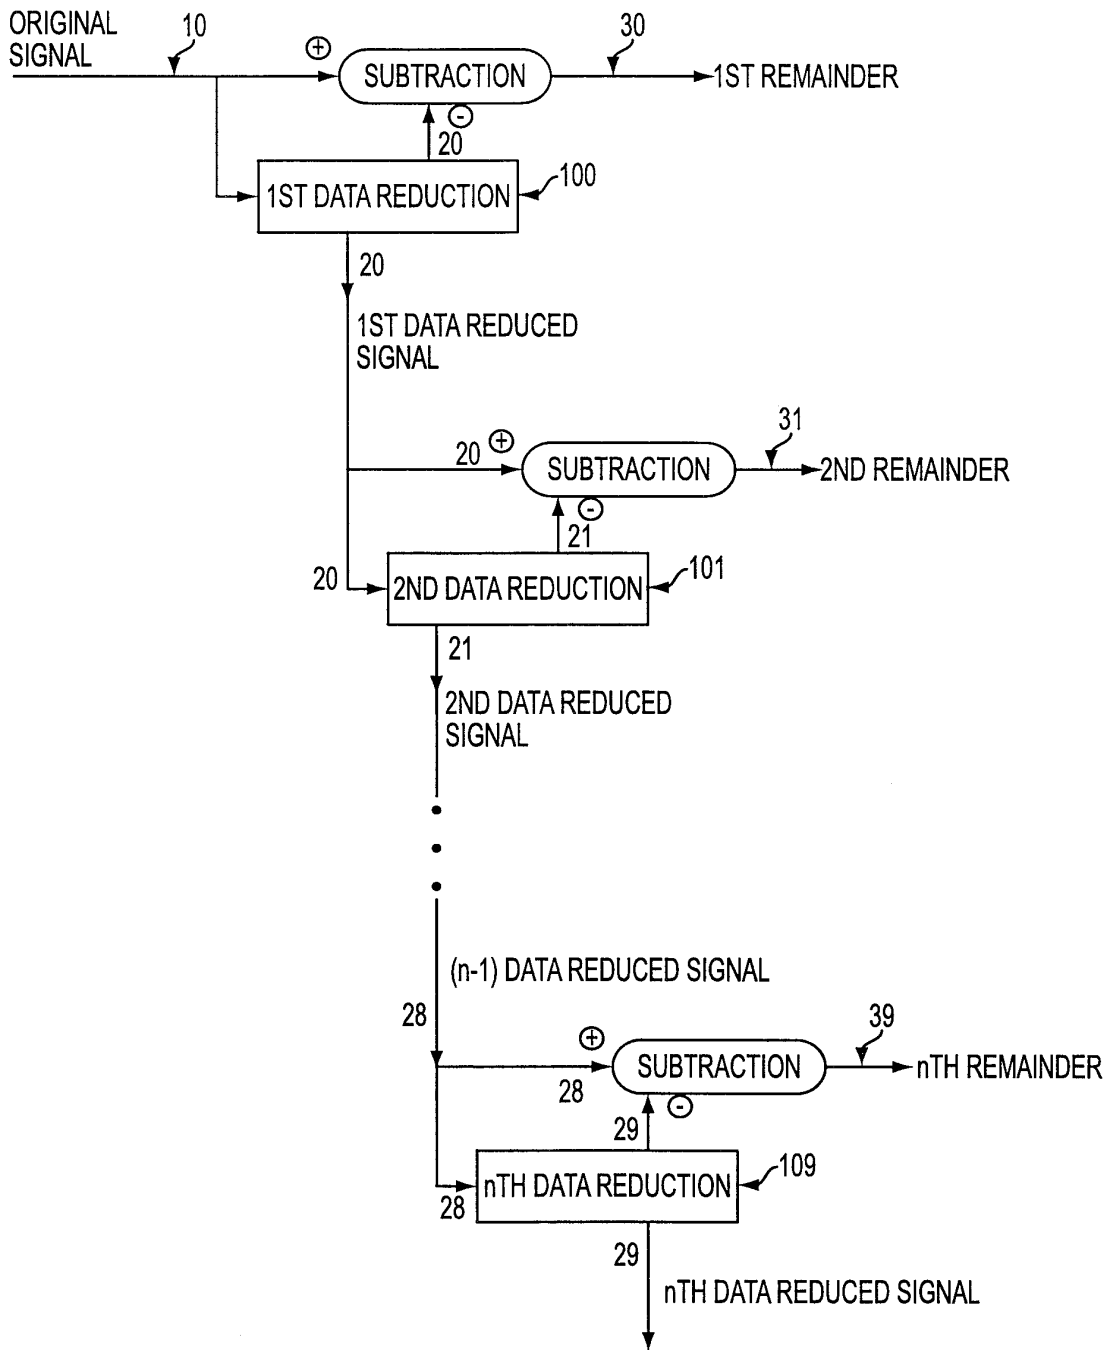 ORIGINAL
SIGNAL
10
+
SUBTRACTION
30
1ST REMAINDER
-
20
1ST DATA REDUCTION
100
20
1ST DATA REDUCED
SIGNAL
20
+
SUBTRACTION
31
2ND REMAINDER
-
21
20
2ND DATA REDUCTION
101
21
2ND DATA REDUCED
SIGNAL
(n-1) DATA REDUCED SIGNAL
28
+
28
SUBTRACTION
39
nTH REMAINDER
-
29
28
nTH DATA REDUCTION
109
29
nTH DATA REDUCED SIGNAL